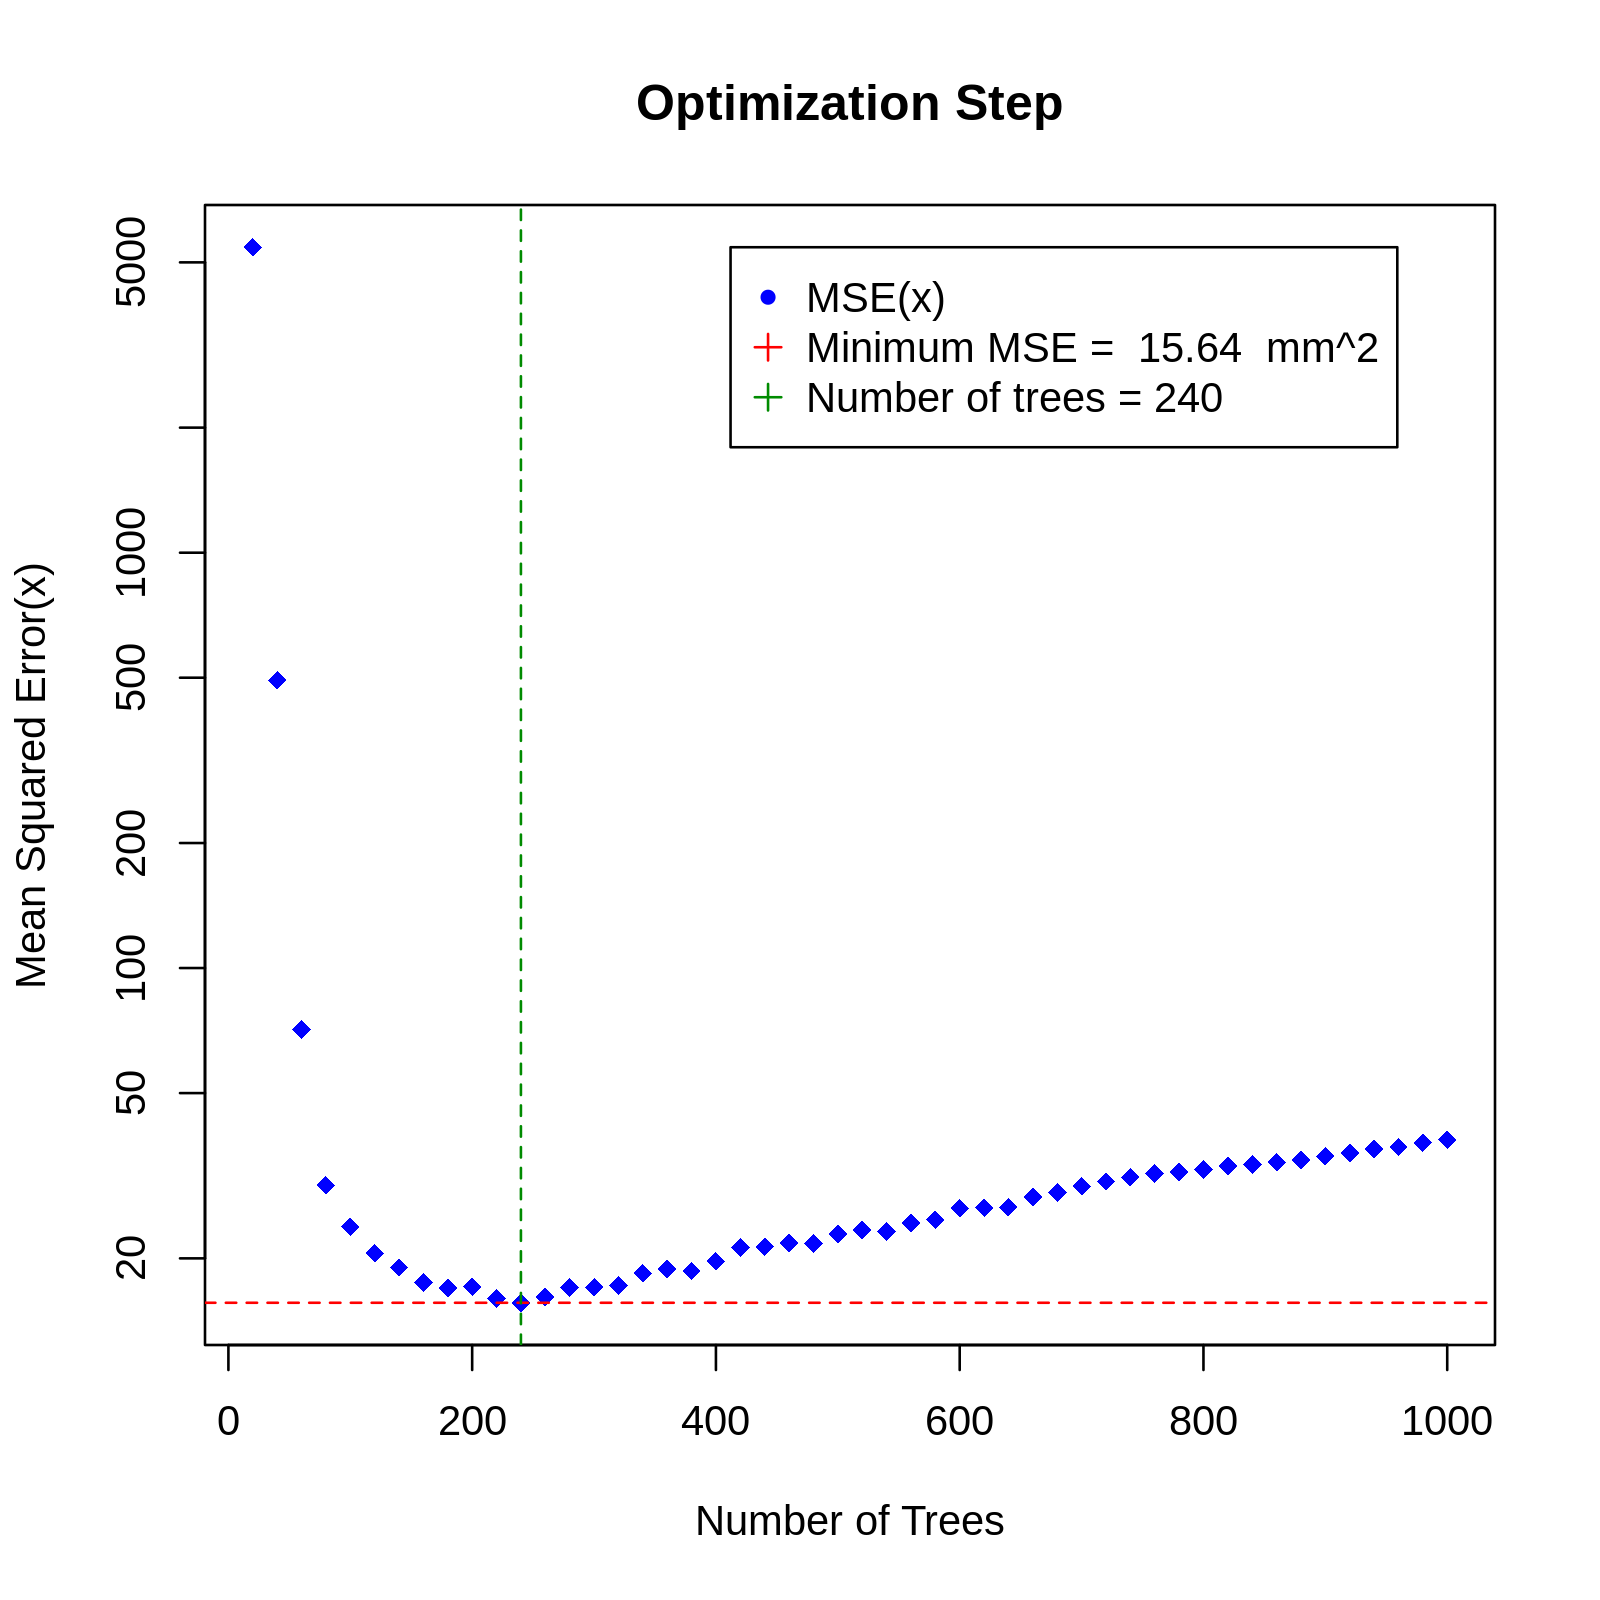 Optimization Step
5000
1000
500
200
100
50
20
Mean Squared Error(x)
MSE(x)
Minimum MSE =  15.64  mm^2
Number of trees = 240
0 200 400 600 800 1000
Number of Trees